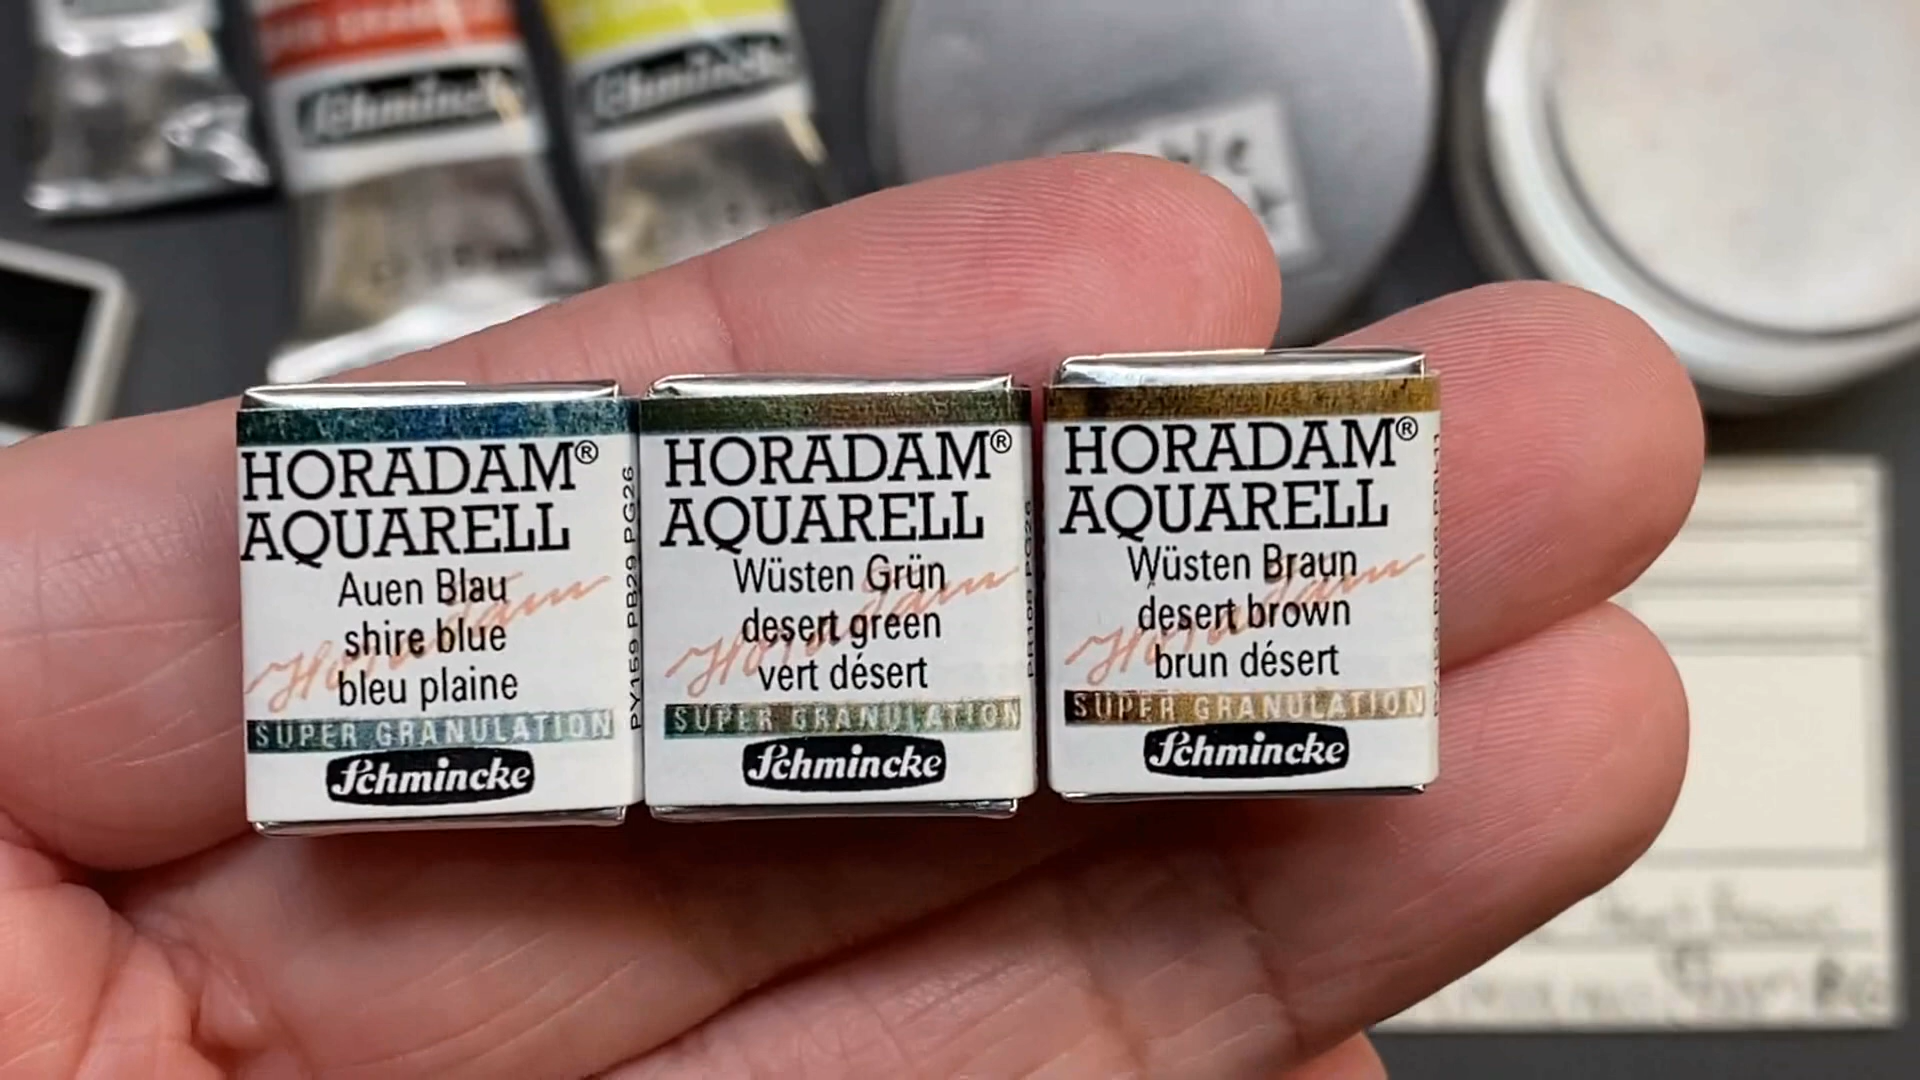 Schmincke
Schmincke
HORADAM®
AQUARELL
Auen Blau
shire blue
bleu plaine
SUPER GRANULATION
Schmincke
PY159 PB29 PG26
HORADAM®
AQUARELL
Wüsten Grün
desert green
vert désert
SUPER GRANULATION
Schmincke
PR108 PG26
HORADAM®
AQUARELL
Wüsten Braun
desert brown
brun désert
SUPER GRANULATION
Schmincke